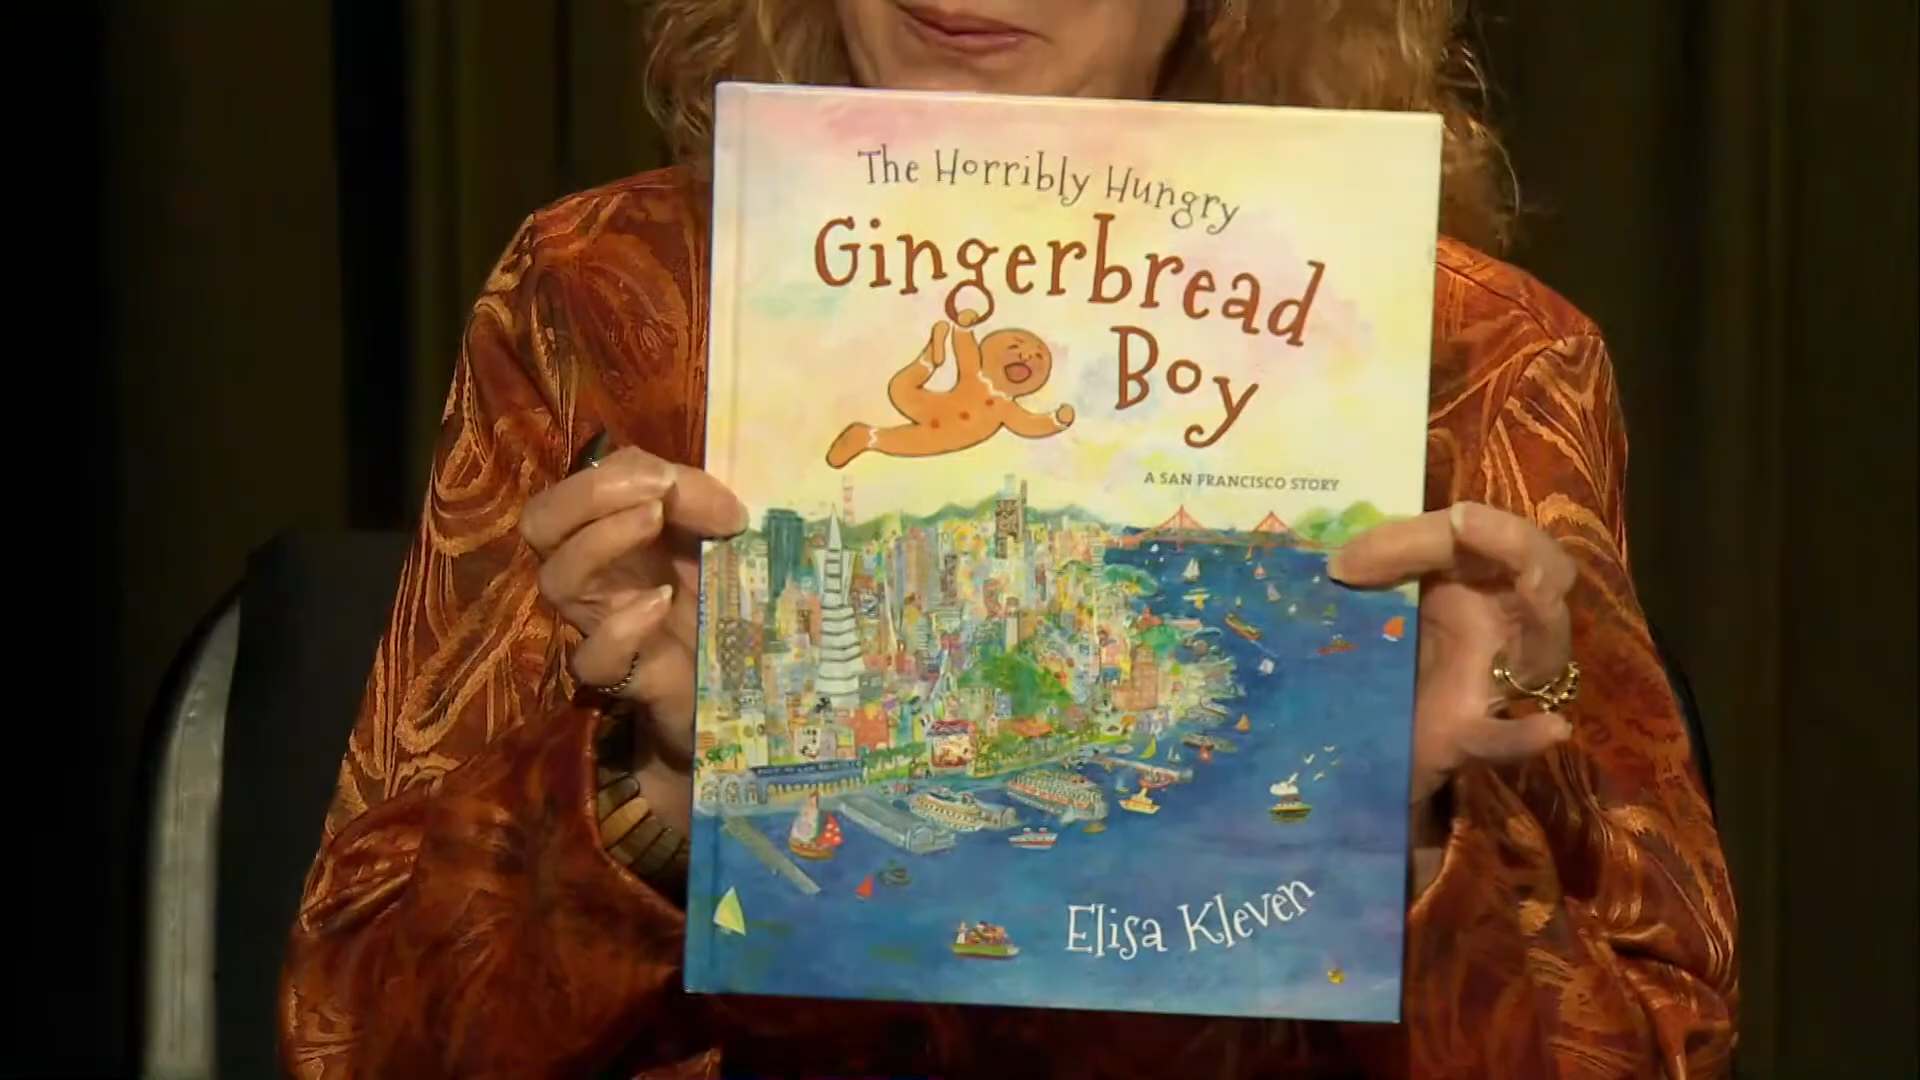 The Horribly Hungry
Gingerbread
Boy
A SAN FRANCISCO STORY
Elisa Kleven